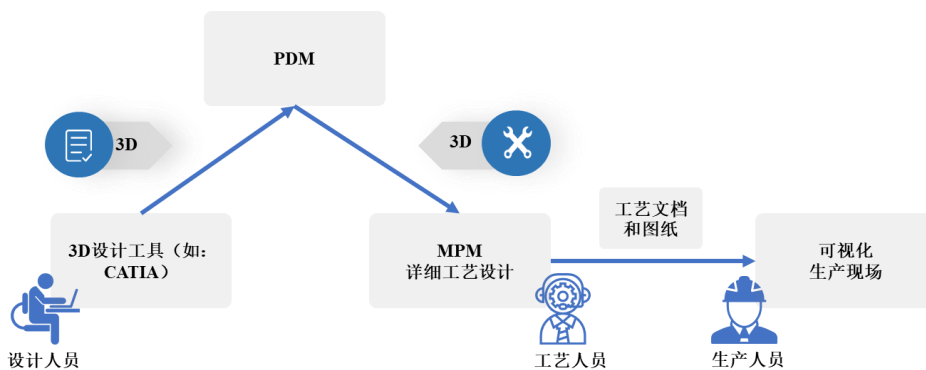 PDM
3D
3D
3D设计工具（如：
CATIA）
MPM
详细工艺设计
工艺文档
和图纸
可视化
生产现场
设计人员
工艺人员
生产人员